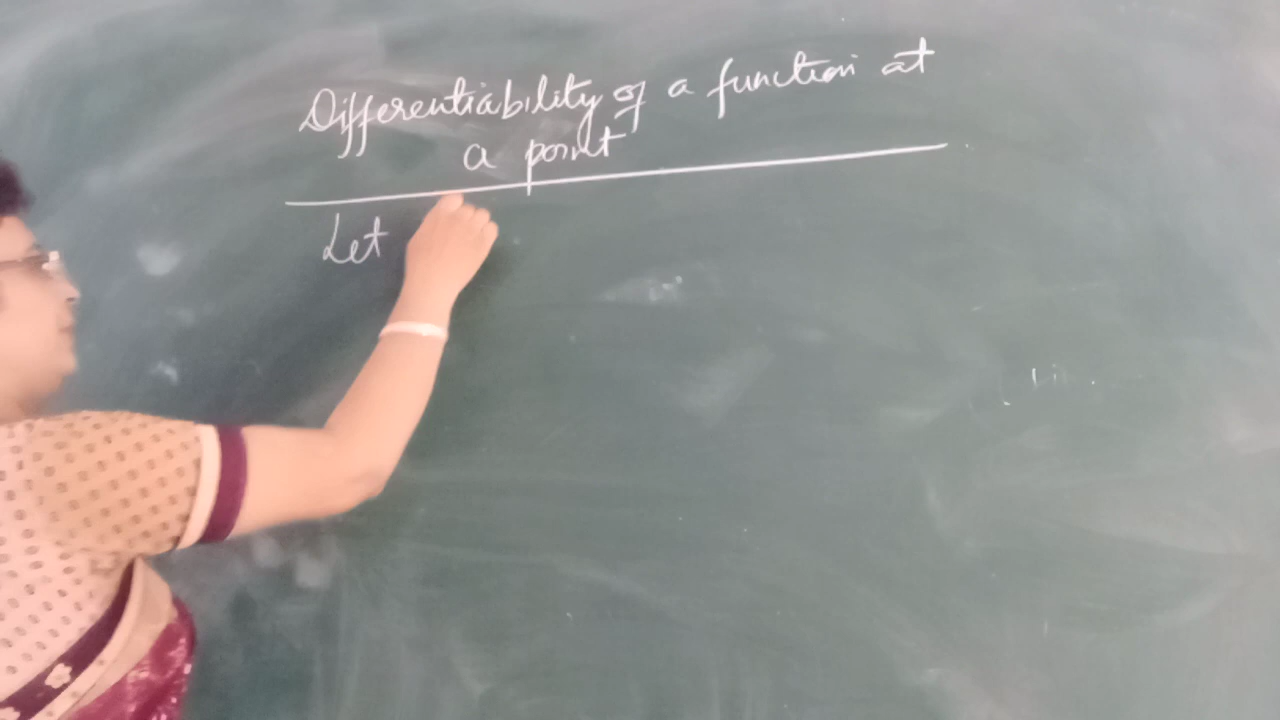 Differentiability of a function at
a point
Let